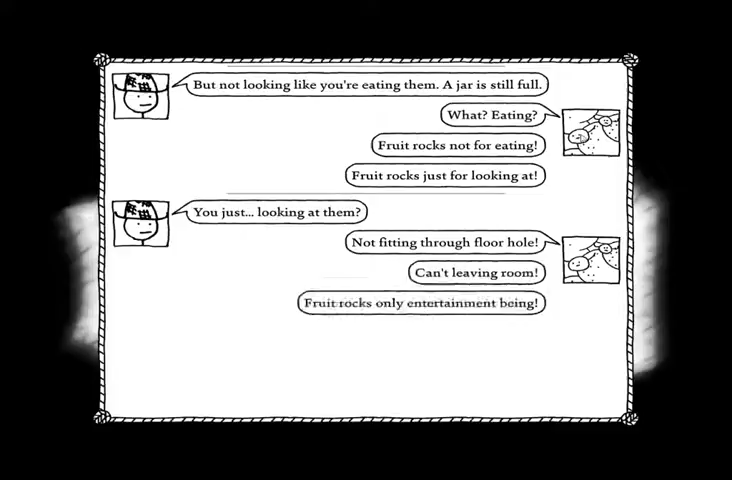 But not looking like you're eating them. A jar is still full.
What? Eating?
Fruit rocks not for eating!
Fruit rocks just for looking at!
You just... looking at them?
Not fitting through floor hole!
Can't leaving room!
Fruit rocks only entertainment being!